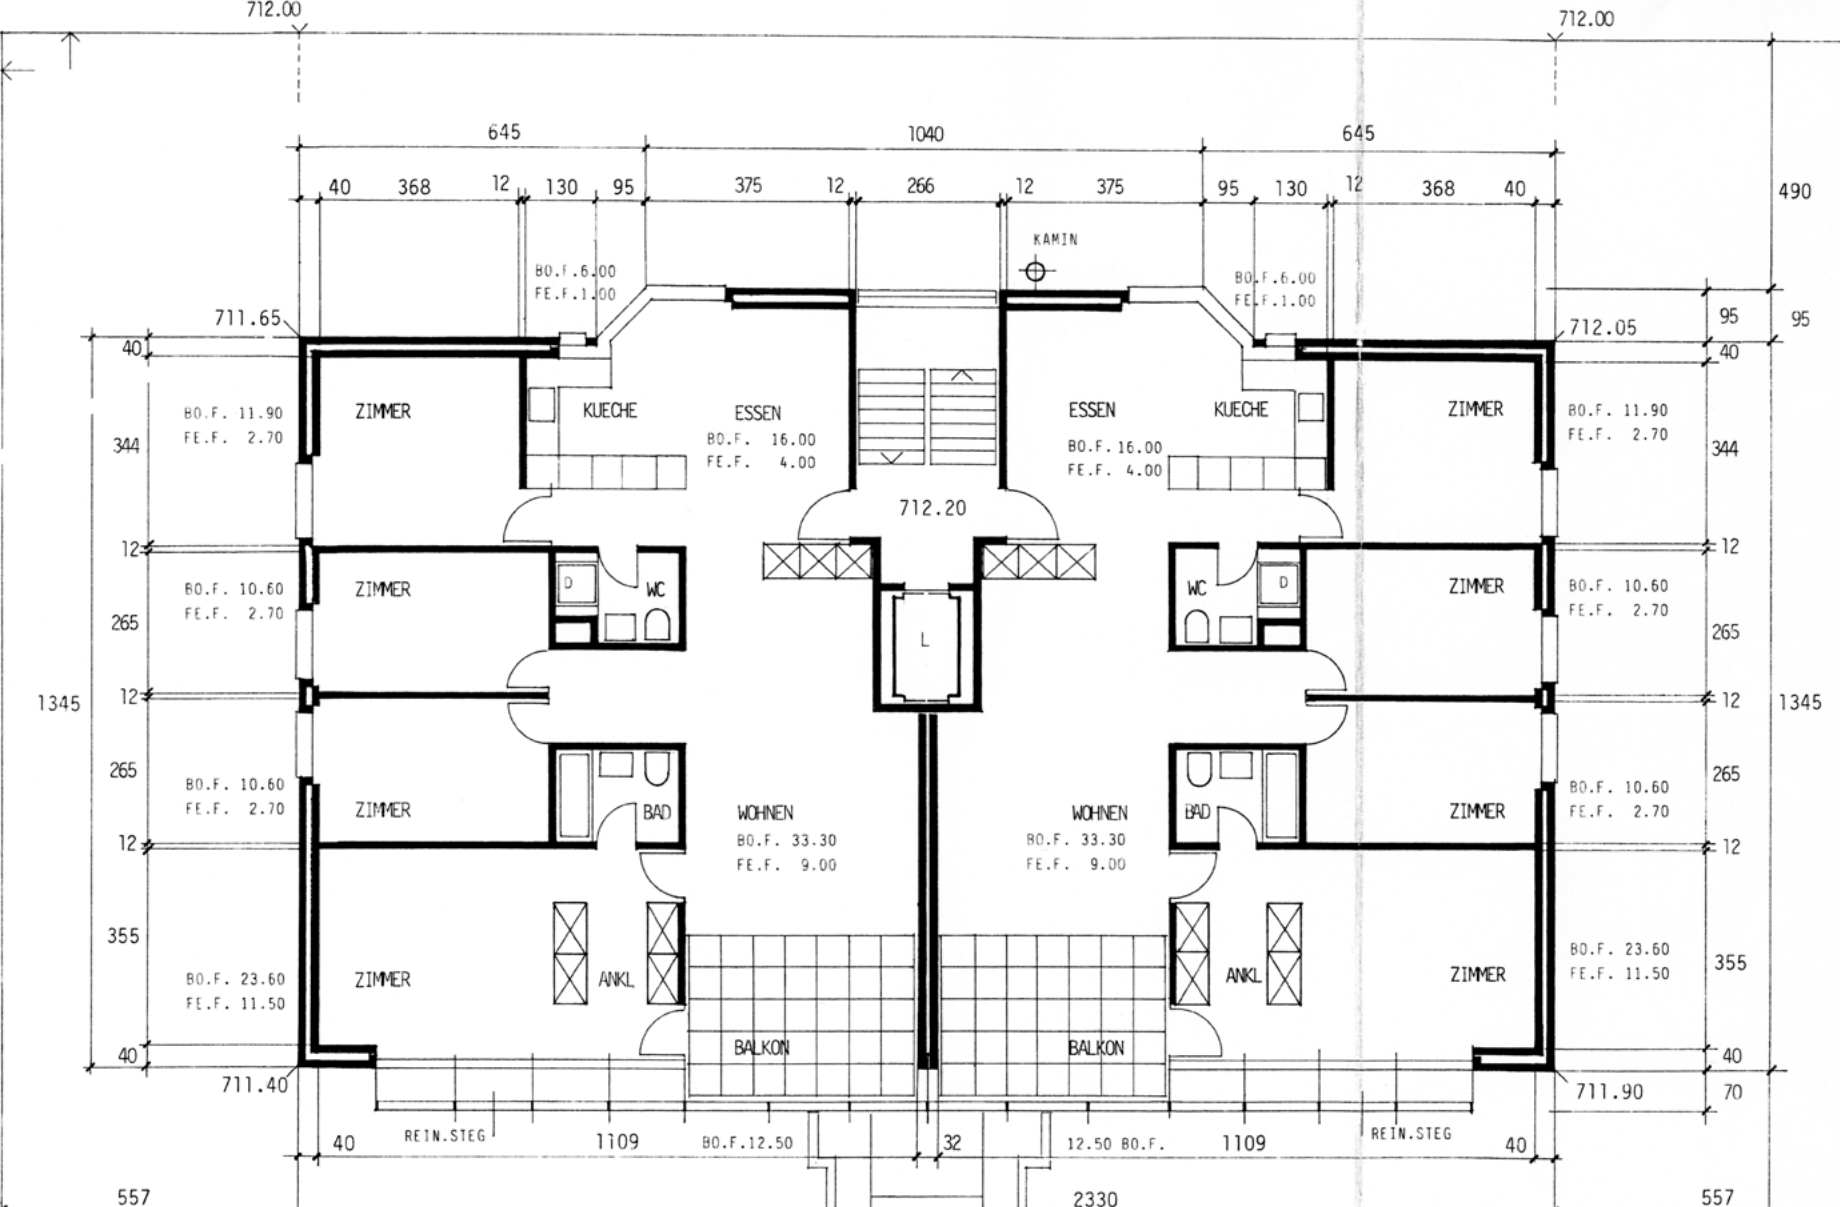 712.00
712.00
645
1040
645
40 368 12 130 95 375 12 266 12 375 95 130 12 368 40
490
KAMIN
BO.F.6.00
FE.F.1.00
BO.F.6.00
FE.F.1.00
711.65
712.05
95
95
40
40
BO.F. 11.90
FE.F. 2.70
ZIMMER
KUECHE
ESSEN
BO.F. 16.00
FE.F. 4.00
ESSEN
BO.F. 16.00
FE.F. 4.00
KUECHE
ZIMMER
BO.F. 11.90
FE.F. 2.70
344
344
712.20
12
12
BO.F. 10.60
FE.F. 2.70
ZIMMER
D
WC
WC
D
ZIMMER
BO.F. 10.60
FE.F. 2.70
265
265
L
12
12
1345
1345
265
265
BO.F. 10.60
FE.F. 2.70
ZIMMER
BAD
WOHNEN
BO.F. 33.30
FE.F. 9.00
WOHNEN
BO.F. 33.30
FE.F. 9.00
BAD
ZIMMER
BO.F. 10.60
FE.F. 2.70
12
12
355
355
BO.F. 23.60
FE.F. 11.50
ZIMMER
ANKL
ANKL
ZIMMER
BO.F. 23.60
FE.F. 11.50
BALKON
BALKON
40
40
711.40
711.90
70
40
REIN.STEG
1109
BO.F.12.50
32
12.50 BO.F.
1109
REIN.STEG
40
557
2330
557